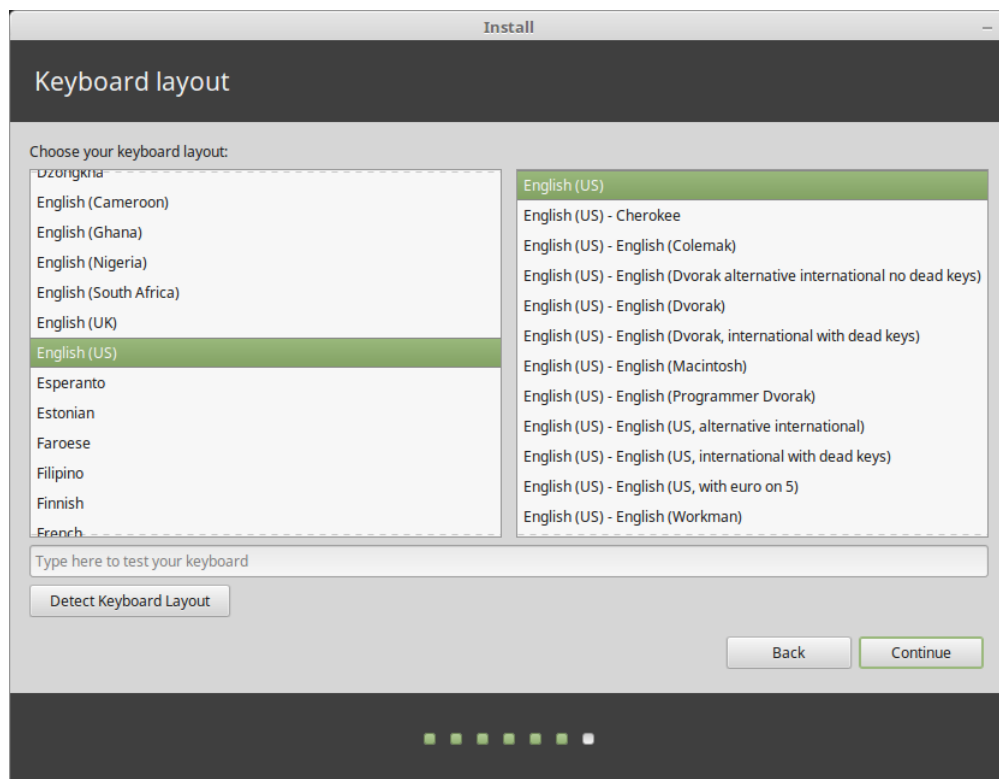 Install
Keyboard layout
Choose your keyboard layout:
Dzongkha
English (Cameroon)
English (Ghana)
English (Nigeria)
English (South Africa)
English (UK)
English (US)
Esperanto
Estonian
Faroese
Filipino
Finnish
French
English (US)
English (US) - Cherokee
English (US) - English (Colemak)
English (US) - English (Dvorak alternative international no dead keys)
English (US) - English (Dvorak)
English (US) - English (Dvorak, international with dead keys)
English (US) - English (Macintosh)
English (US) - English (Programmer Dvorak)
English (US) - English (US, alternative international)
English (US) - English (US, international with dead keys)
English (US) - English (US, with euro on 5)
English (US) - English (Workman)
Type here to test your keyboard
Detect Keyboard Layout
Back
Continue